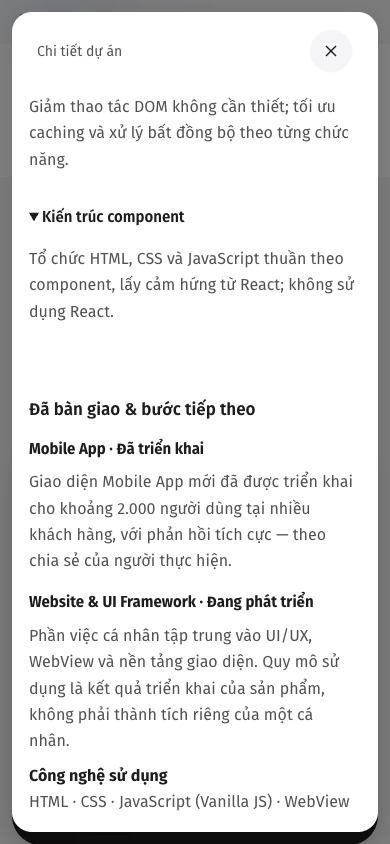 Chi tiết dự án
Giảm thao tác DOM không cần thiết; tối ưu
caching và xử lý bất đồng bộ theo từng chức
năng.
▼ Kiến trúc component
Tổ chức HTML, CSS và JavaScript thuần theo
component, lấy cảm hứng từ React; không sử
dụng React.
Đã bàn giao & bước tiếp theo
Mobile App · Đã triển khai
Giao diện Mobile App mới đã được triển khai
cho khoảng 2.000 người dùng tại nhiều
khách hàng, với phản hồi tích cực — theo
chia sẻ của người thực hiện.
Website & UI Framework · Đang phát triển
Phần việc cá nhân tập trung vào UI/UX,
WebView và nền tảng giao diện. Quy mô sử
dụng là kết quả triển khai của sản phẩm,
không phải thành tích riêng của một cá
nhân.
Công nghệ sử dụng
HTML · CSS · JavaScript (Vanilla JS) · WebView